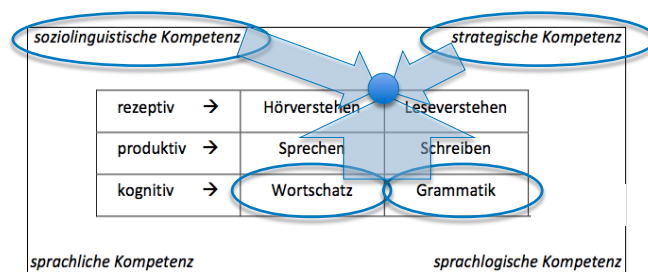 soziolinguistische Kompetenz strategische Kompetenz
rezeptiv → Hörverstehen Leseverstehen
produktiv → Sprechen Schreiben
kognitiv → Wortschatz Grammatik
sprachliche Kompetenz sprachlogische Kompetenz